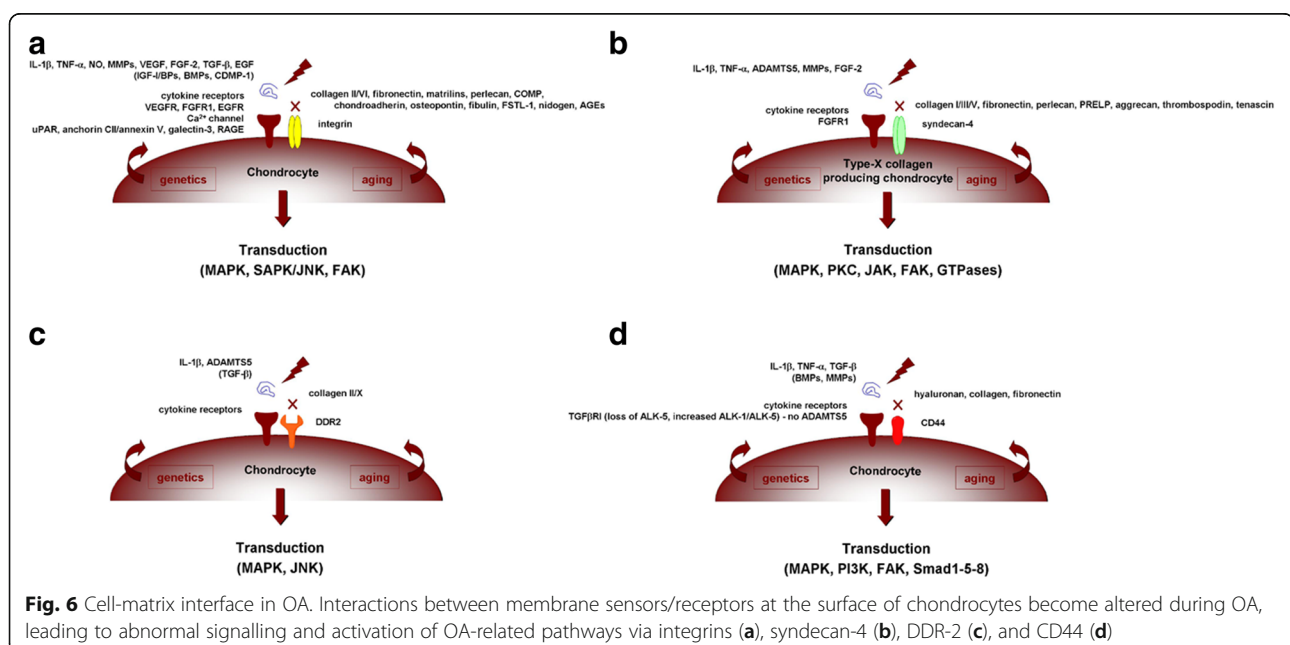 a
IL-1β, TNF-α, NO, MMPs, VEGF, FGF-2, TGF-β, EGF
(IGF-I/BPs, BMPs, CDMP-1)
cytokine receptors
VEGFR, FGFR1, EGFR
Ca²⁺ channel
uPAR, anchorin CII/annexin V, galectin-3, RAGE
collagen II/VI, fibronectin, matrilins, perlecan, COMP,
chondroadherin, osteopontin, fibulin, FSTL-1, nidogen, AGEs
integrin
genetics
Chondrocyte
aging
Transduction
(MAPK, SAPK/JNK, FAK)
b
IL-1β, TNF-α, ADAMTS5, MMPs, FGF-2
cytokine receptors
FGFR1
collagen I/III/V, fibronectin, perlecan, PRELP, aggrecan, thrombospodin, tenascin
syndecan-4
Type-X collagen
producing chondrocyte
genetics
aging
Transduction
(MAPK, PKC, JAK, FAK, GTPases)
c
IL-1β, ADAMTS5
(TGF-β)
collagen II/X
cytokine receptors
DDR2
genetics
Chondrocyte
aging
Transduction
(MAPK, JNK)
d
IL-1β, TNF-α, TGF-β
(BMPs, MMPs)
hyaluronan, collagen, fibronectin
cytokine receptors
TGFβRI (loss of ALK-5, increased ALK-1/ALK-5) - no ADAMTS5
CD44
genetics
Chondrocyte
aging
Transduction
(MAPK, PI3K, FAK, Smad1-5-8)
Fig. 6 Cell-matrix interface in OA. Interactions between membrane sensors/receptors at the surface of chondrocytes become altered during OA,
leading to abnormal signalling and activation of OA-related pathways via integrins (a), syndecan-4 (b), DDR-2 (c), and CD44 (d)